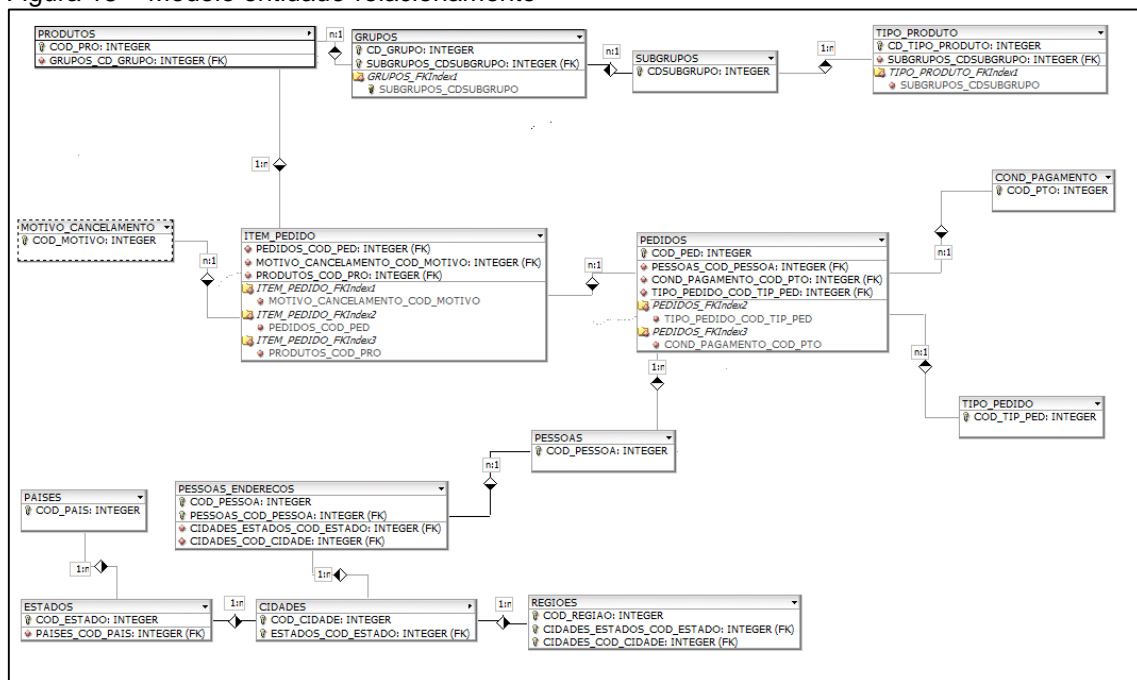 Figura 18 – Modelo entidade relacionamento
PRODUTOS
COD_PRO: INTEGER
GRUPOS_CD_GRUPO: INTEGER (FK)
n:1
GRUPOS
CD_GRUPO: INTEGER
SUBGRUPOS_CDSUBGRUPO: INTEGER (FK)
GRUPOS_FKIndex1
SUBGRUPOS_CDSUBGRUPO
n:1
SUBGRUPOS
CDSUBGRUPO: INTEGER
1:n
TIPO_PRODUTO
CD_TIPO_PRODUTO: INTEGER
SUBGRUPOS_CDSUBGRUPO: INTEGER (FK)
TIPO_PRODUTO_FKIndex1
SUBGRUPOS_CDSUBGRUPO
1:n
COND_PAGAMENTO
COD_PTO: INTEGER
MOTIVO_CANCELAMENTO
COD_MOTIVO: INTEGER
n:1
ITEM_PEDIDO
PEDIDOS_COD_PED: INTEGER (FK)
MOTIVO_CANCELAMENTO_COD_MOTIVO: INTEGER (FK)
PRODUTOS_COD_PRO: INTEGER (FK)
ITEM_PEDIDO_FKIndex1
MOTIVO_CANCELAMENTO_COD_MOTIVO
ITEM_PEDIDO_FKIndex2
PEDIDOS_COD_PED
ITEM_PEDIDO_FKIndex3
PRODUTOS_COD_PRO
n:1
PEDIDOS
COD_PED: INTEGER
PESSOAS_COD_PESSOA: INTEGER (FK)
COND_PAGAMENTO_COD_PTO: INTEGER (FK)
TIPO_PEDIDO_COD_TIP_PED: INTEGER (FK)
PEDIDOS_FKIndex2
TIPO_PEDIDO_COD_TIP_PED
PEDIDOS_FKIndex3
COND_PAGAMENTO_COD_PTO
n:1
n:1
1:n
TIPO_PEDIDO
COD_TIP_PED: INTEGER
PESSOAS
COD_PESSOA: INTEGER
n:1
PESSOAS_ENDERECOS
COD_PESSOA: INTEGER
PESSOAS_COD_PESSOA: INTEGER (FK)
CIDADES_ESTADOS_COD_ESTADO: INTEGER (FK)
CIDADES_COD_CIDADE: INTEGER (FK)
PAISES
COD_PAIS: INTEGER
1:n
1:n
ESTADOS
COD_ESTADO: INTEGER
PAISES_COD_PAIS: INTEGER (FK)
1:n
CIDADES
COD_CIDADE: INTEGER
ESTADOS_COD_ESTADO: INTEGER (FK)
1:n
REGIOES
COD_REGIAO: INTEGER
CIDADES_ESTADOS_COD_ESTADO: INTEGER (FK)
CIDADES_COD_CIDADE: INTEGER (FK)